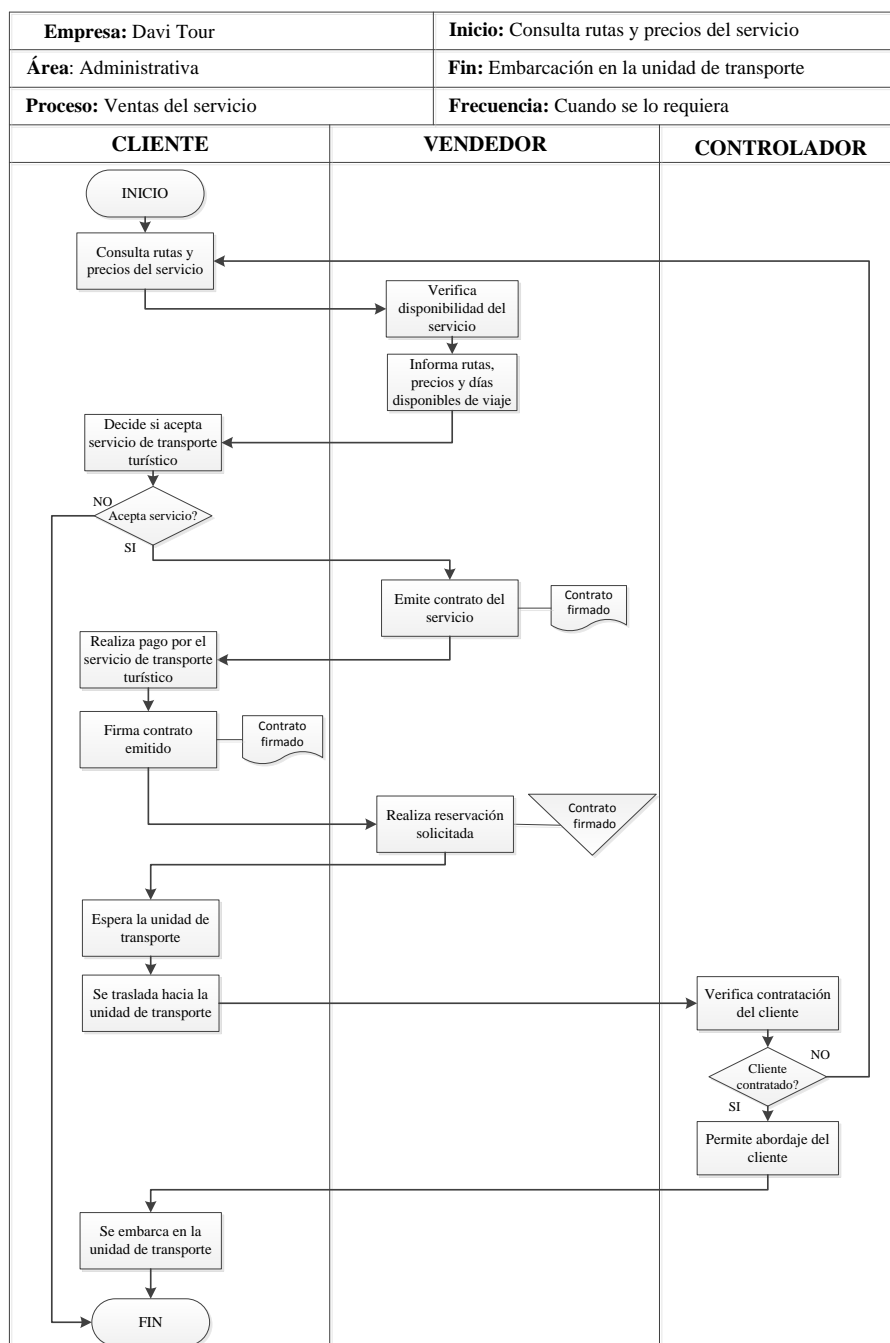 Empresa: Davi Tour
Inicio: Consulta rutas y precios del servicio
Área: Administrativa
Fin: Embarcación en la unidad de transporte
Proceso: Ventas del servicio
Frecuencia: Cuando se lo requiera
CLIENTE
VENDEDOR
CONTROLADOR
INICIO
Consulta rutas y
precios del servicio
Verifica
disponibilidad del
servicio
Informa rutas,
precios y días
disponibles de viaje
Decide si acepta
servicio de transporte
turístico
NO
Acepta servicio?
SI
Emite contrato del
servicio
Contrato
firmado
Realiza pago por el
servicio de transporte
turístico
Firma contrato
emitido
Contrato
firmado
Realiza reservación
solicitada
Contrato
firmado
Espera la unidad de
transporte
Se traslada hacia la
unidad de transporte
Verifica contratación
del cliente
NO
Cliente
contratado?
SI
Permite abordaje del
cliente
Se embarca en la
unidad de transporte
FIN